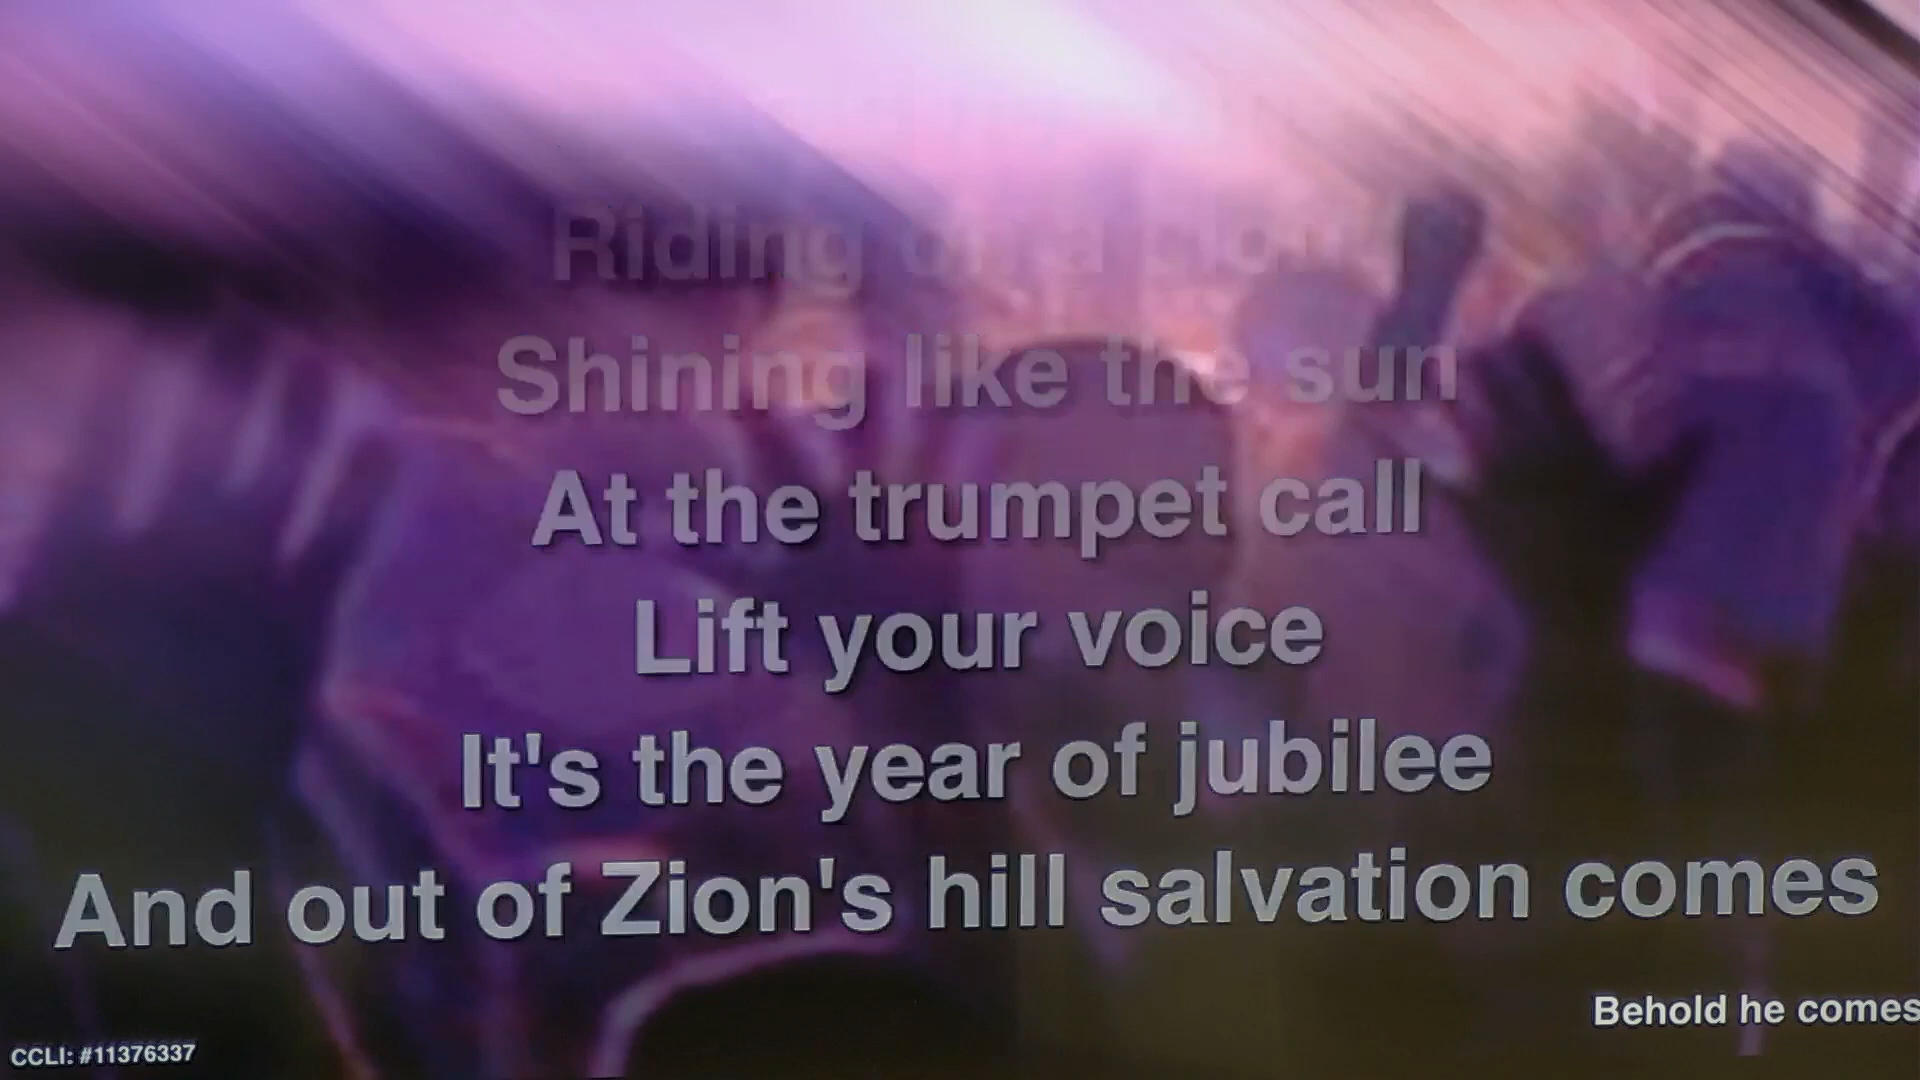 Riding on a cloud
Shining like the sun
At the trumpet call
Lift your voice
It's the year of jubilee
And out of Zion's hill salvation comes
Behold he comes
CCLI: #11376337